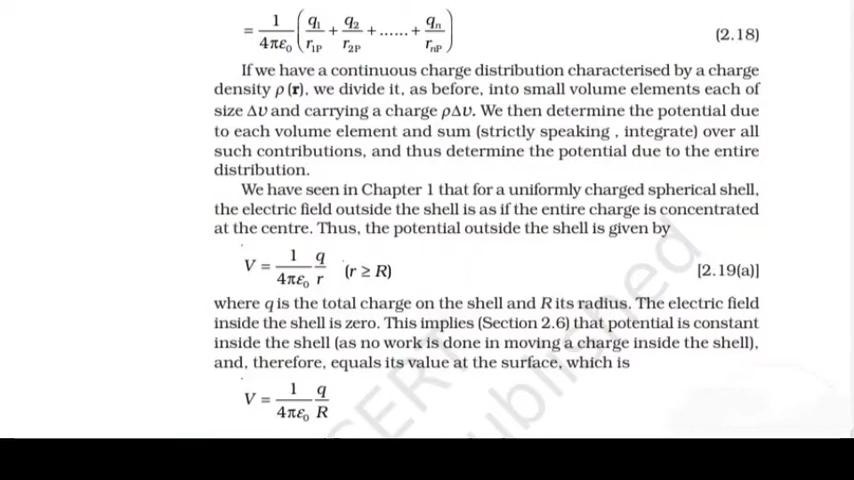 = 1/4πε₀ (q₁/r₁P + q₂/r₂P + ...... + qₙ/rₙP) (2.18)
If we have a continuous charge distribution characterised by a charge
density ρ (r), we divide it, as before, into small volume elements each of
size Δv and carrying a charge ρΔv. We then determine the potential due
to each volume element and sum (strictly speaking , integrate) over all
such contributions, and thus determine the potential due to the entire
distribution.
We have seen in Chapter 1 that for a uniformly charged spherical shell,
the electric field outside the shell is as if the entire charge is concentrated
at the centre. Thus, the potential outside the shell is given by
V = 1/4πε₀ q/r (r ≥ R) [2.19(a)]
where q is the total charge on the shell and R its radius. The electric field
inside the shell is zero. This implies (Section 2.6) that potential is constant
inside the shell (as no work is done in moving a charge inside the shell),
and, therefore, equals its value at the surface, which is
V = 1/4πε₀ q/R